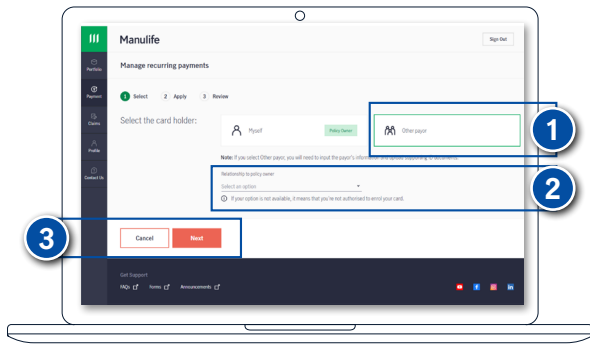 Manulife
Sign Out
Portfolio
Manage recurring payments
Payment
1 Select 2 Apply 3 Review
Claims
Select the card holder:
Myself
Policy Owner
Other payor
1
Profile
Note: If you select Other payor, you will need to input the payor's information and upload supporting ID documents.
Contact Us
Relationship to policy owner
Select an option
2
If your option is not available, it means that you're not authorised to enrol your card.
3
Cancel
Next
Get Support
FAQs Forms Announcements